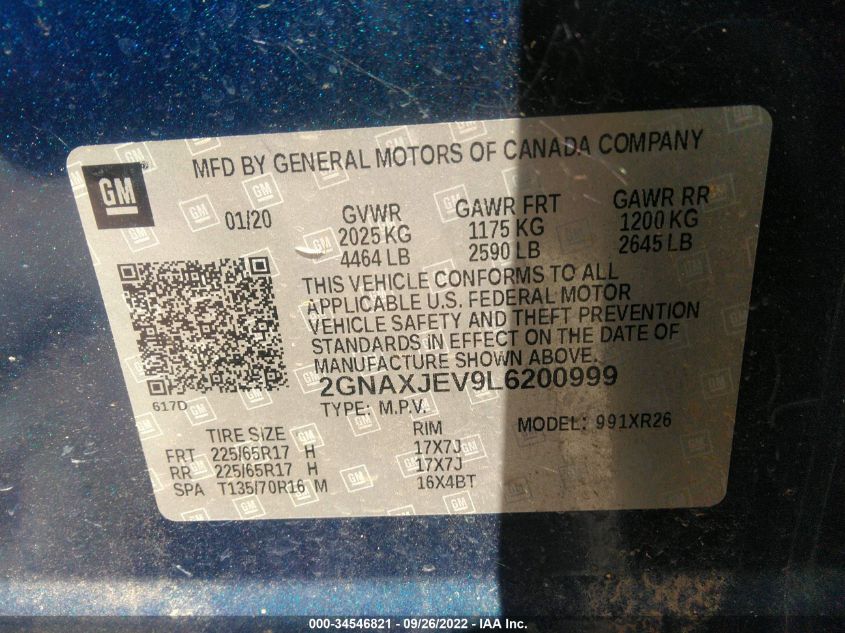 MFD BY GENERAL MOTORS OF CANADA COMPANY
GM
01/20
GVWR
2025 KG
4464 LB
GAWR FRT
1175 KG
2590 LB
GAWR RR
1200 KG
2645 LB
THIS VEHICLE CONFORMS TO ALL
APPLICABLE U.S. FEDERAL MOTOR
VEHICLE SAFETY AND THEFT PREVENTION
STANDARDS IN EFFECT ON THE DATE OF
MANUFACTURE SHOWN ABOVE.
2GNAXJEV9L6200999
617D
TYPE: M.P.V.
MODEL: 991XR26
TIRE SIZE
RIM
FRT 225/65R17 H 17X7J
RR 225/65R17 H 17X7J
SPA T135/70R16 M 16X4BT
000-34546821 - 09/26/2022 - IAA Inc.